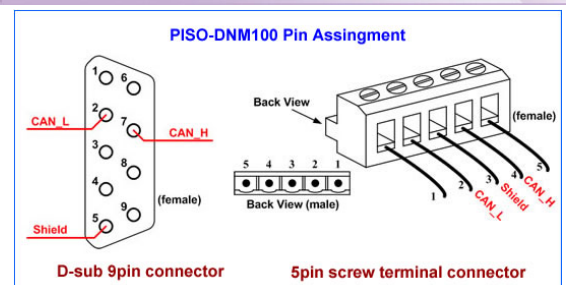 PISO-DNM100 Pin Assingment
1
6
2
CAN_L
7
CAN_H
3
8
4
(female)
9
5
Shield
D-sub 9pin connector
Back View
(female)
5 4 3 2 1
Back View (male)
1
2
CAN_L
3
Shield
4
CAN_H
5
5pin screw terminal connector